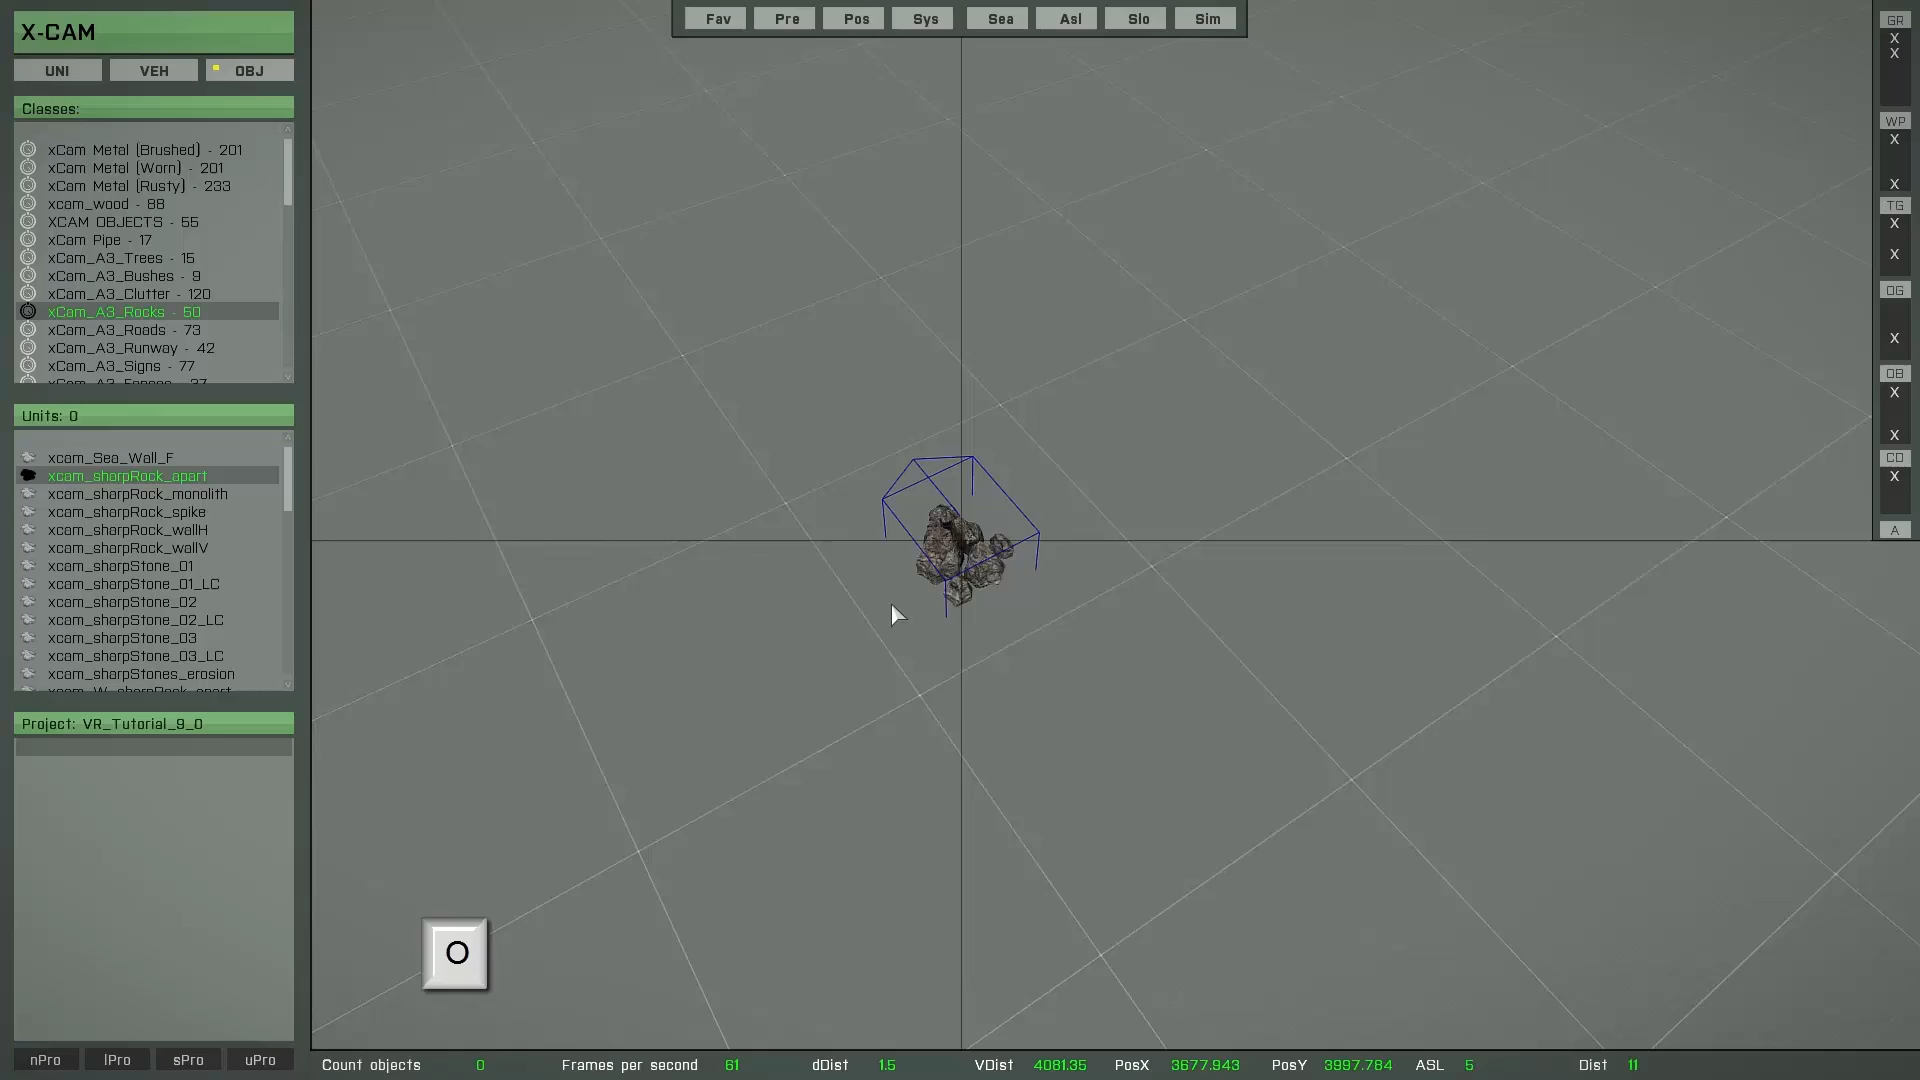 X-CAM
UNI VEH OBJ
Classes:
xCam Metal (Brushed) - 201
xCam Metal (Worn) - 201
xCam Metal (Rusty) - 233
xcam_wood - 88
XCAM OBJECTS - 55
xCam Pipe - 17
xCam_A3_Trees - 15
xCam_A3_Bushes - 9
xCam_A3_Clutter - 120
xCam_A3_Rocks - 50
xCam_A3_Roads - 73
xCam_A3_Runway - 42
xCam_A3_Signs - 77
xCam_A3_Fences - 37
Units: 0
xcam_Sea_Wall_F
xcam_sharpRock_apart
xcam_sharpRock_monolith
xcam_sharpRock_spike
xcam_sharpRock_wallH
xcam_sharpRock_wallV
xcam_sharpStone_01
xcam_sharpStone_01_LC
xcam_sharpStone_02
xcam_sharpStone_02_LC
xcam_sharpStone_03
xcam_sharpStone_03_LC
xcam_sharpStones_erosion
xcam_W_sharpRock_apart
Project: VR_Tutorial_9_0
nPro lPro sPro uPro
Fav Pre Pos Sys Sea Asl Slo Sim
O
Count objects 0 Frames per second 61 dDist 1.5 VDist 4081.35 PosX 3677.943 PosY 3997.784 ASL 5 Dist 11
GR
X
X
WP
X
X
TG
X
X
OG
X
OB
X
X
CO
X
A